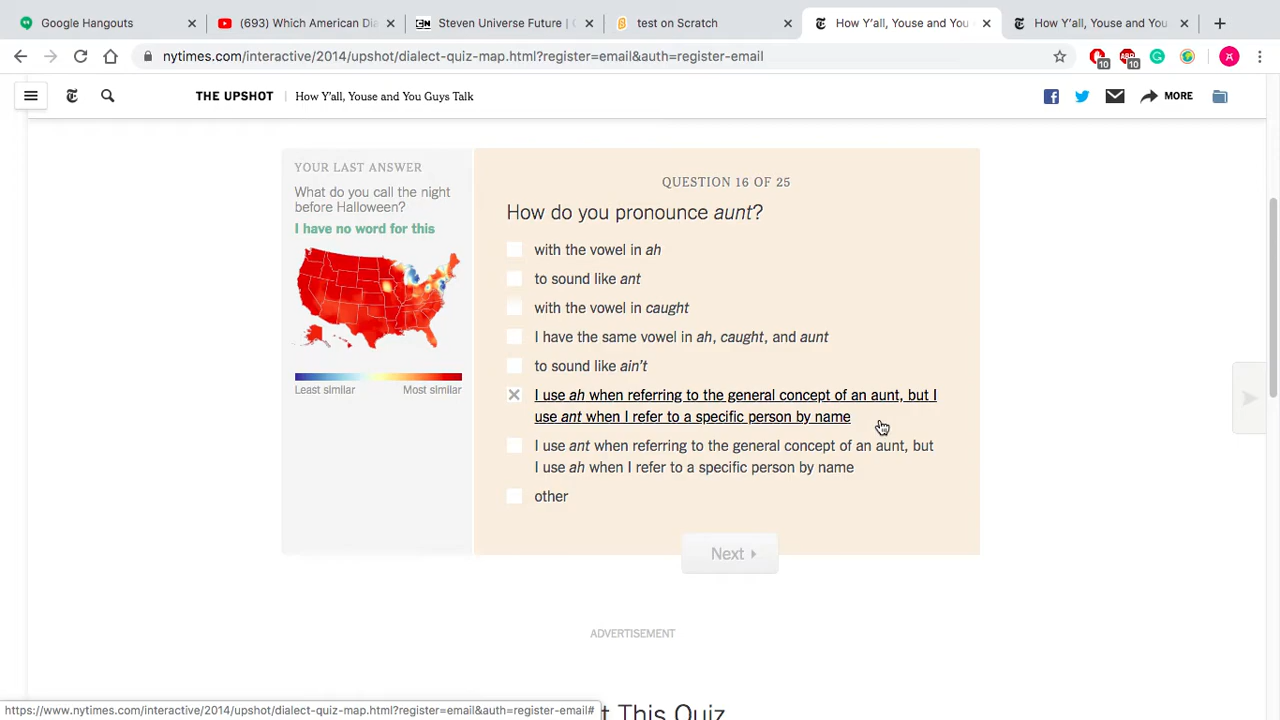 Google Hangouts
(693) Which American Dia
Steven Universe Future | C
test on Scratch
How Y'all, Youse and You
How Y'all, Youse and You
nytimes.com/interactive/2014/upshot/dialect-quiz-map.html?register=email&auth=register-email
10
10
A
THE UPSHOT | How Y'all, Youse and You Guys Talk
MORE
YOUR LAST ANSWER
What do you call the night
before Halloween?
I have no word for this
Least similar Most similar
QUESTION 16 OF 25
How do you pronounce aunt?
with the vowel in ah
to sound like ant
with the vowel in caught
I have the same vowel in ah, caught, and aunt
to sound like ain't
I use ah when referring to the general concept of an aunt, but I
use ant when I refer to a specific person by name
I use ant when referring to the general concept of an aunt, but
I use ah when I refer to a specific person by name
other
Next
ADVERTISEMENT
t This Quiz
https://www.nytimes.com/interactive/2014/upshot/dialect-quiz-map.html?register=email&auth=register-email#